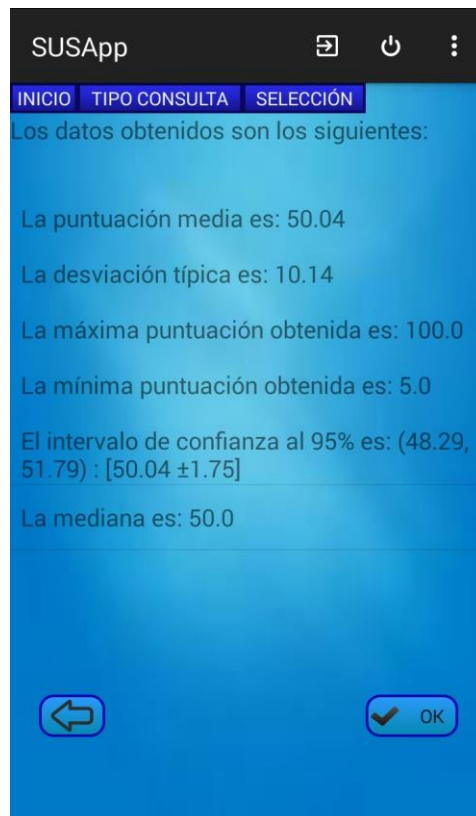 SUSApp
INICIO TIPO CONSULTA SELECCIÓN
Los datos obtenidos son los siguientes:
La puntuación media es: 50.04
La desviación típica es: 10.14
La máxima puntuación obtenida es: 100.0
La mínima puntuación obtenida es: 5.0
El intervalo de confianza al 95% es: (48.29,
51.79) : [50.04 ±1.75]
La mediana es: 50.0
OK